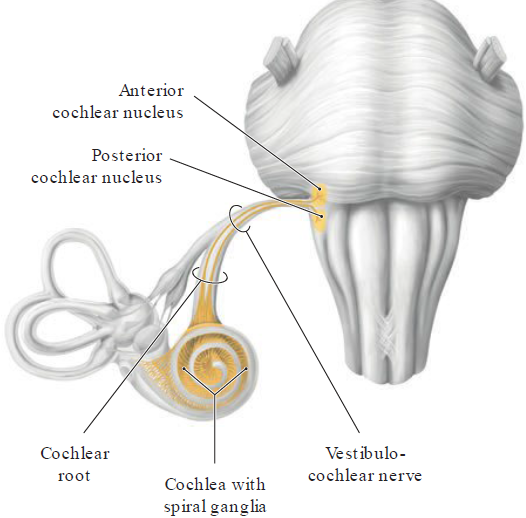 Anterior
cochlear nucleus
Posterior
cochlear nucleus
Cochlear
root
Cochlea with
spiral ganglia
Vestibulo-
cochlear nerve